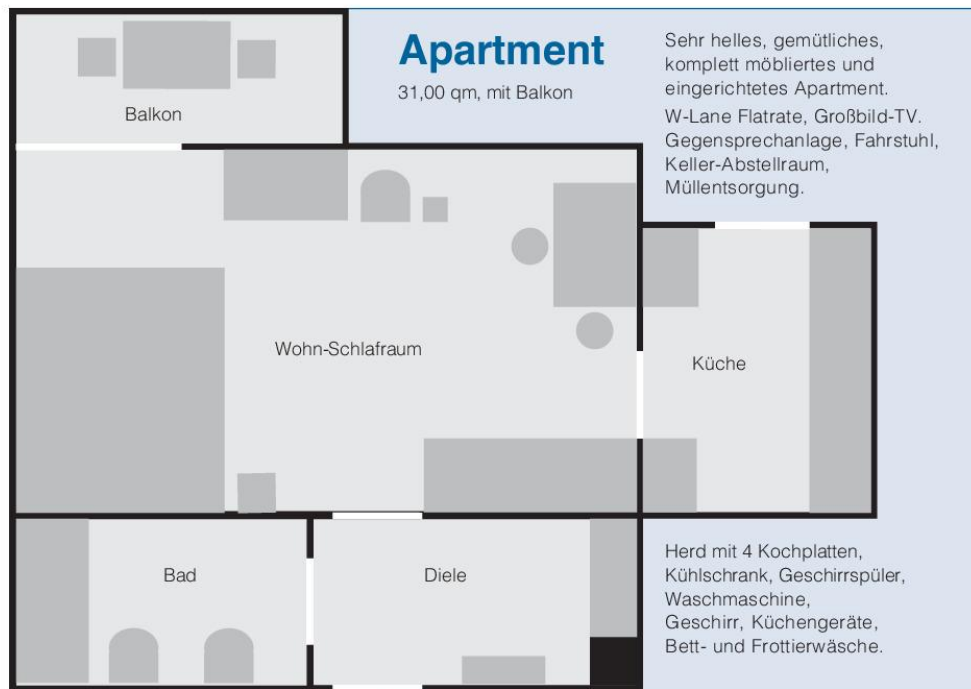 Apartment
31,00 qm, mit Balkon
Sehr helles, gemütliches,
komplett möbliertes und
eingerichtetes Apartment.
W-Lane Flatrate, Großbild-TV.
Gegensprechanlage, Fahrstuhl,
Keller-Abstellraum,
Müllentsorgung.
Balkon
Wohn-Schlafraum
Küche
Bad
Diele
Herd mit 4 Kochplatten,
Kühlschrank, Geschirrspüler,
Waschmaschine,
Geschirr, Küchengeräte,
Bett- und Frottierwäsche.